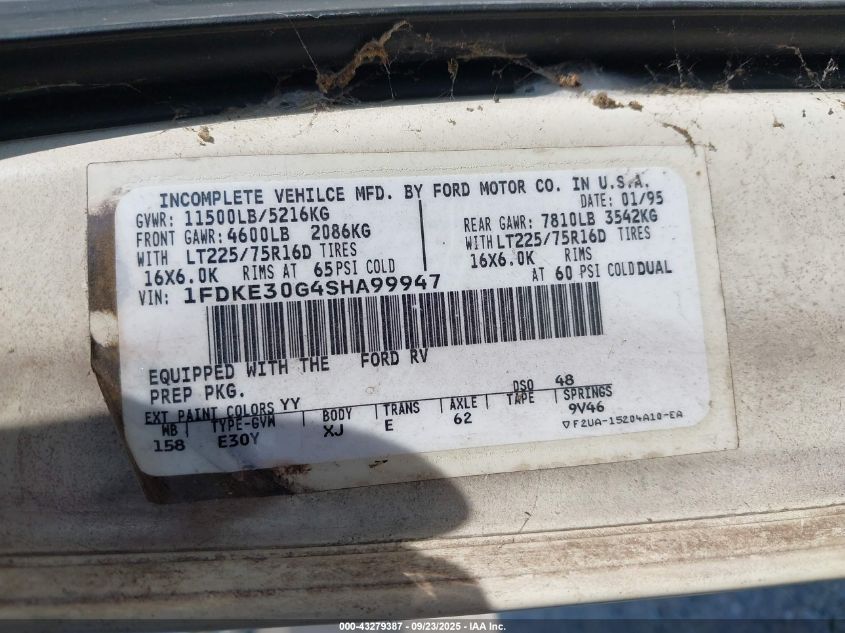 INCOMPLETE VEHILCE MFD. BY FORD MOTOR CO. IN U.S.A.
DATE: 01/95
GVWR: 11500LB/5216KG
FRONT GAWR: 4600LB 2086KG
WITH LT225/75R16D TIRES
16X6.0K RIMS AT 65 PSI COLD
REAR GAWR: 7810LB 3542KG
WITH LT225/75R16D TIRES
16X6.0K RIMS
AT 60 PSI COLD DUAL
VIN: 1FDKE30G4SHA99947
EQUIPPED WITH THE FORD RV
PREP PKG.
DSO 48
EXT PAINT COLORS YY
WB | TYPE-GVW | BODY | TRANS | AXLE | TAPE | SPRINGS
158 E30Y XJ E 62 9V46
▽F2UA-15204A10-EA
000-43279387 - 09/23/2025 - IAA Inc.